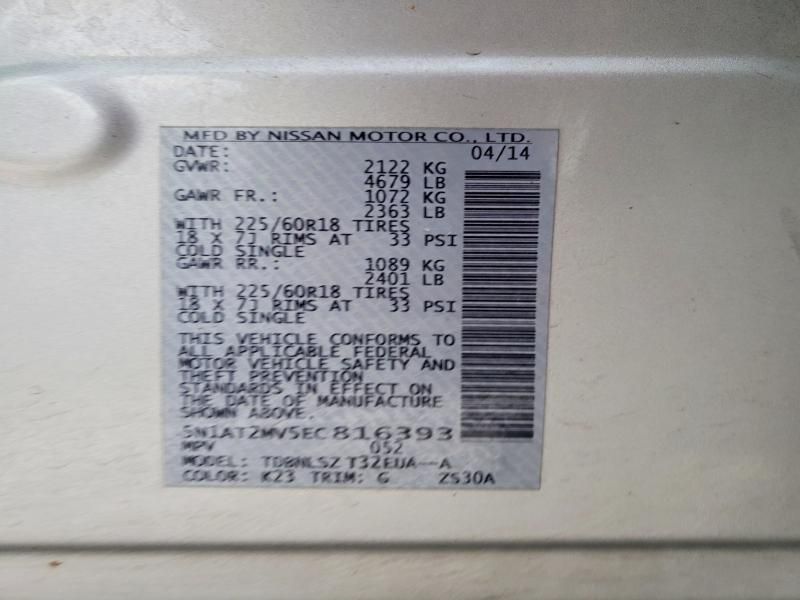 MFD BY NISSAN MOTOR CO., LTD.
DATE: 04/14
GVWR: 2122 KG
4679 LB
GAWR FR.: 1072 KG
2363 LB
WITH 225/60R18 TIRES
18 X 7J RIMS AT 33 PSI
COLD SINGLE
GAWR RR.: 1089 KG
2401 LB
WITH 225/60R18 TIRES
18 X 7J RIMS AT 33 PSI
COLD SINGLE
THIS VEHICLE CONFORMS TO
ALL APPLICABLE FEDERAL
MOTOR VEHICLE SAFETY AND
THEFT PREVENTION
STANDARDS IN EFFECT ON
THE DATE OF MANUFACTURE
SHOWN ABOVE.
5N1AT2MV5EC816393
MPV 052
MODEL: TDBNLSZ T32EUA--A
COLOR: K23 TRIM: G ZS30A